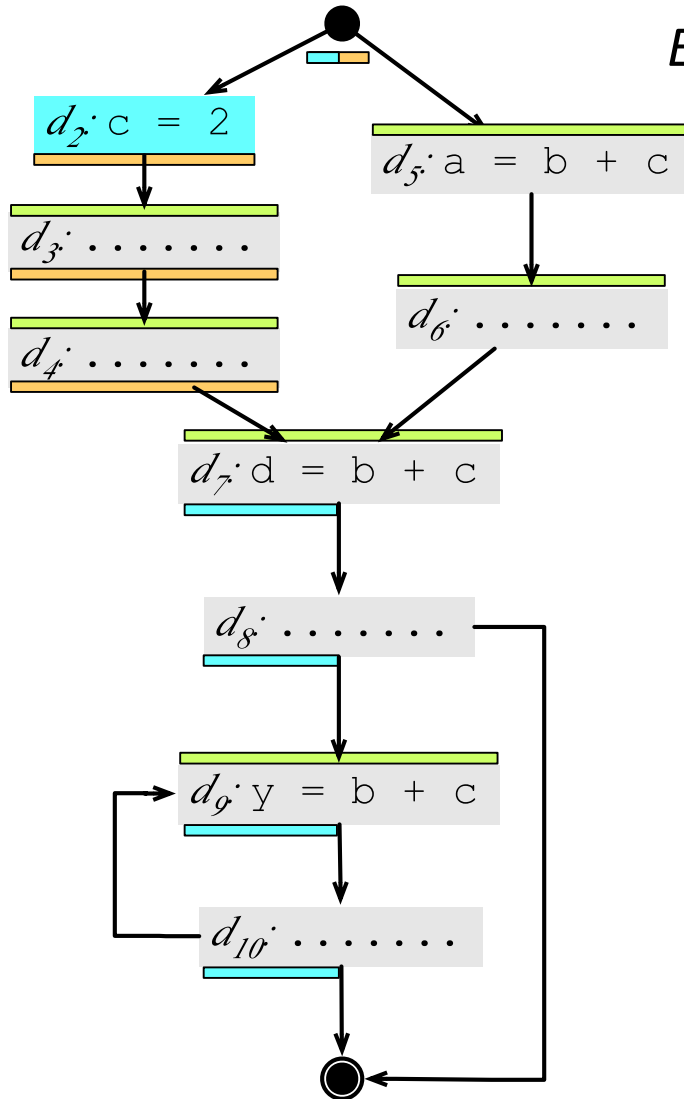 E
d2: c = 2
d5: a = b + c
d3: .......
d6: .......
d4: .......
d7: d = b + c
d8: .......
d9: y = b + c
d10: .......